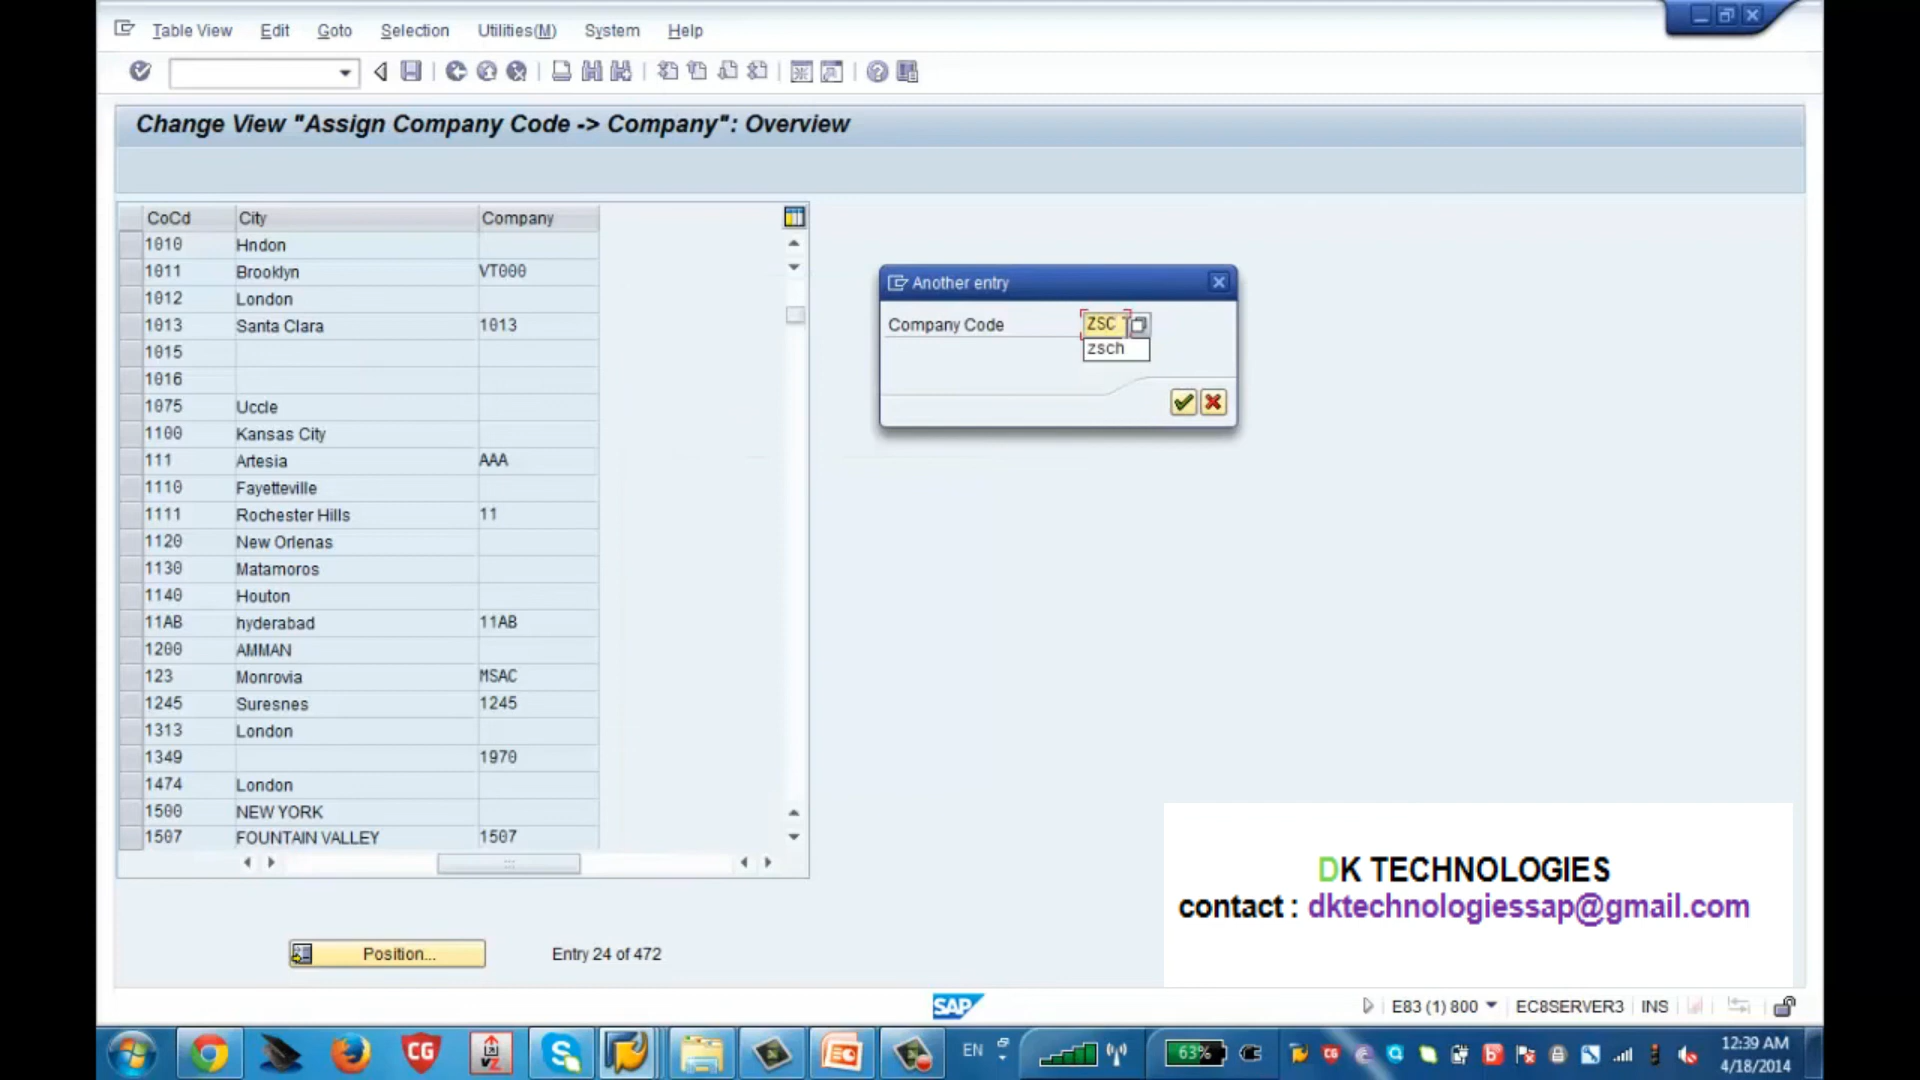 Table View Edit Goto Selection Utilities(M) System Help
Change View "Assign Company Code -> Company": Overview
CoCd City Company
1010 Hndon
1011 Brooklyn VT000
1012 London
1013 Santa Clara 1013
1015
1016
1075 Uccle
1100 Kansas City
111 Artesia AAA
1110 Fayetteville
1111 Rochester Hills 11
1120 New Orlenas
1130 Matamoros
1140 Houton
11AB hyderabad 11AB
1200 AMMAN
123 Monrovia MSAC
1245 Suresnes 1245
1313 London
1349 1970
1474 London
1500 NEW YORK
1507 FOUNTAIN VALLEY 1507
Another entry
Company Code ZSC
zsch
Position... Entry 24 of 472
DK TECHNOLOGIES
contact : dktechnologiessap@gmail.com
SAP E83 (1) 800 EC8SERVER3 INS
CG EN 63% CG 12:39 AM
4/18/2014